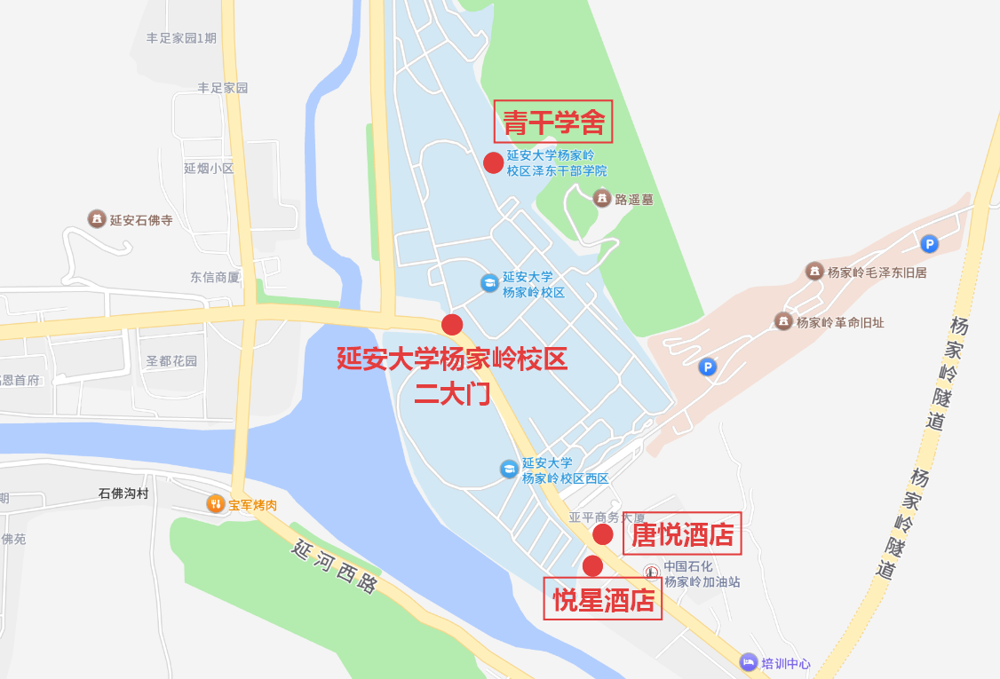 丰足家园1期
丰足家园
青干学舍
延安大学杨家岭
校区泽东干部学院
延烟小区
路遥墓
延安石佛寺
东信商厦
延安大学
杨家岭校区
杨家岭毛泽东旧居
杨家岭革命旧址
P
P
延安大学杨家岭校区
二大门
圣都花园
恩首府
杨家岭隧道
延安大学
杨家岭校区西区
石佛沟村
期
宝军烤肉
杨家岭隧道
亚平商务大厦
唐悦酒店
佛苑
延河西路
中国石化
杨家岭加油站
悦星酒店
培训中心